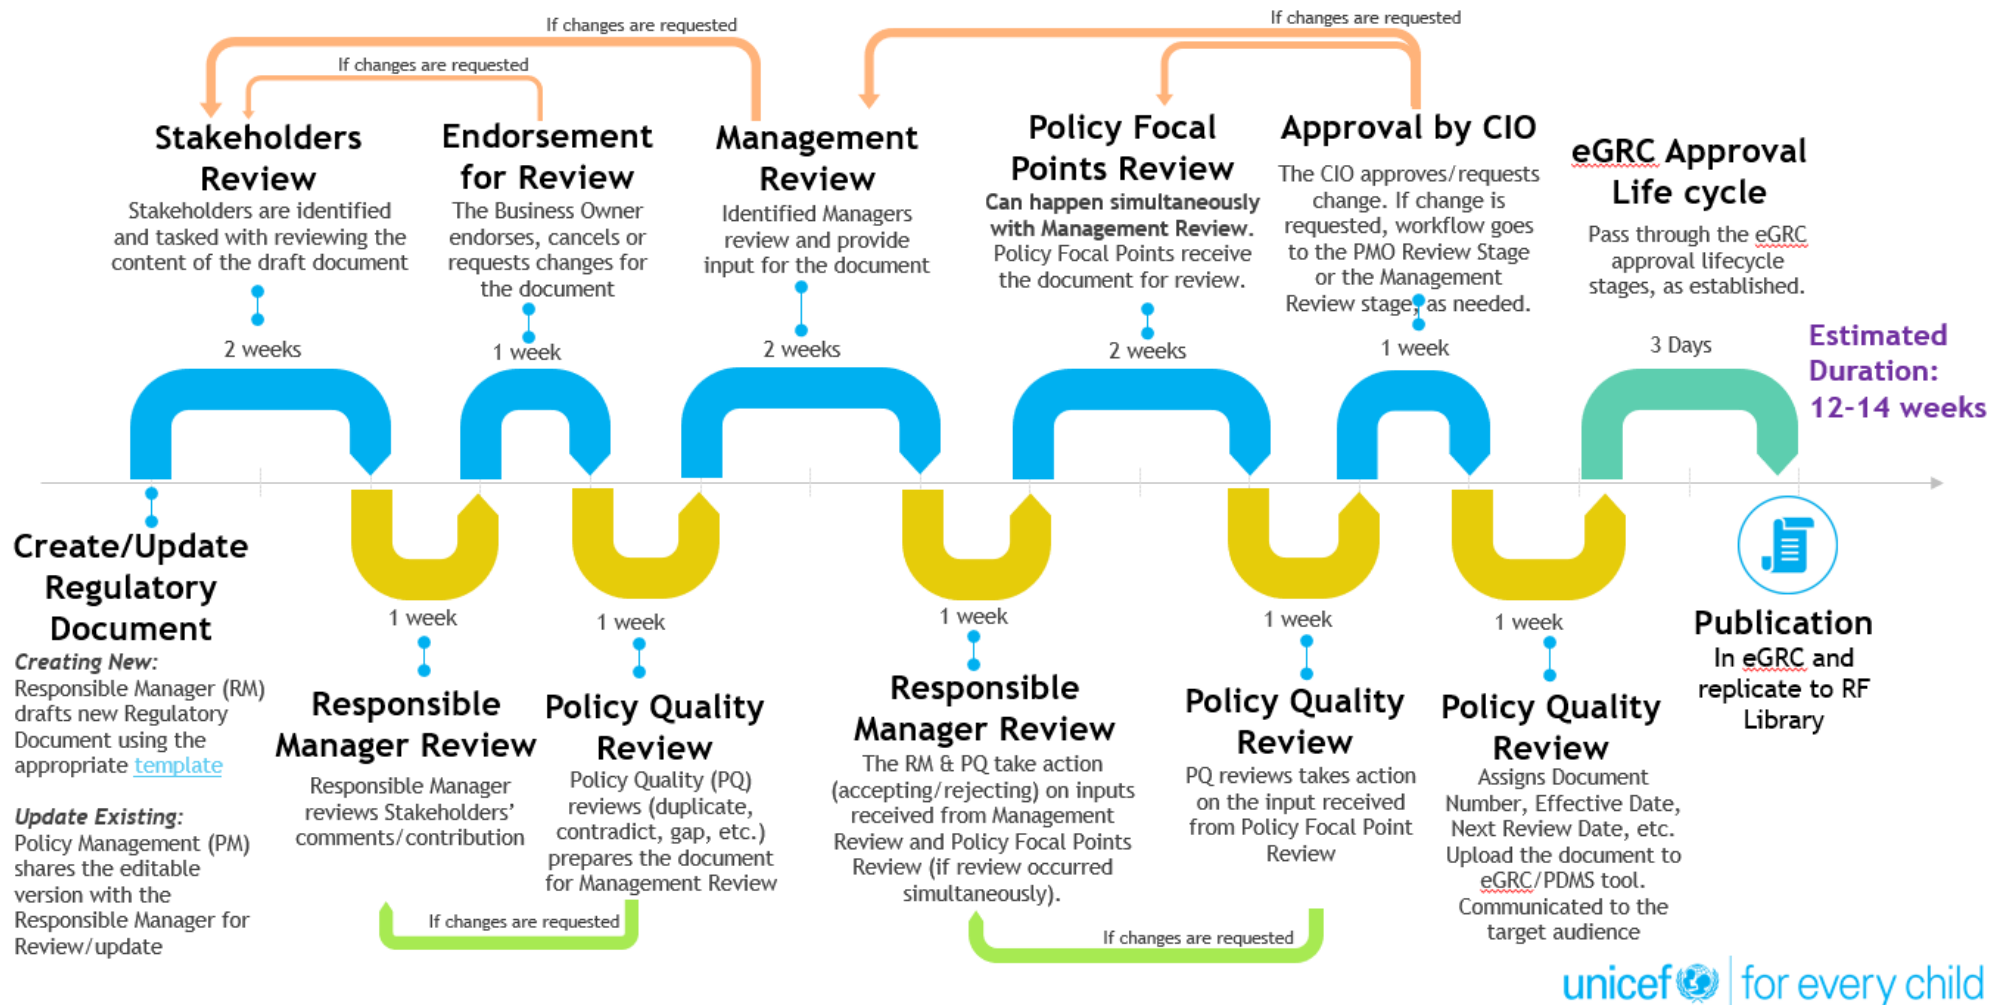 If changes are requested
If changes are requested
If changes are requested
Stakeholders
Review
Stakeholders are identified
and tasked with reviewing the
content of the draft document
2 weeks
Endorsement
for Review
The Business Owner
endorses, cancels or
requests changes for
the document
1 week
Management
Review
Identified Managers
review and provide
input for the document
2 weeks
Policy Focal
Points Review
Can happen simultaneously
with Management Review.
Policy Focal Points receive
the document for review.
2 weeks
Approval by CIO
The CIO approves/requests
change. If change is
requested, workflow goes
to the PMO Review Stage
or the Management
Review stage, as needed.
1 week
eGRC Approval
Life cycle
Pass through the eGRC
approval lifecycle
stages, as established.
3 Days
Estimated
Duration:
12-14 weeks
Create/Update
Regulatory
Document
Creating New:
Responsible Manager (RM)
drafts new Regulatory
Document using the
appropriate template
Update Existing:
Policy Management (PM)
shares the editable
version with the
Responsible Manager for
Review/update
1 week
Responsible
Manager Review
Responsible Manager
reviews Stakeholders’
comments/contribution
1 week
Policy Quality
Review
Policy Quality (PQ)
reviews (duplicate,
contradict, gap, etc.)
prepares the document
for Management Review
If changes are requested
1 week
Responsible
Manager Review
The RM & PQ take action
(accepting/rejecting) on inputs
received from Management
Review and Policy Focal Points
Review (if review occurred
simultaneously).
1 week
Policy Quality
Review
PQ reviews takes action
on the input received
from Policy Focal Point
Review
If changes are requested
1 week
Policy Quality
Review
Assigns Document
Number, Effective Date,
Next Review Date, etc.
Upload the document to
eGRC/PDMS tool.
Communicated to the
target audience
Publication
In eGRC and
replicate to RF
Library
unicef for every child